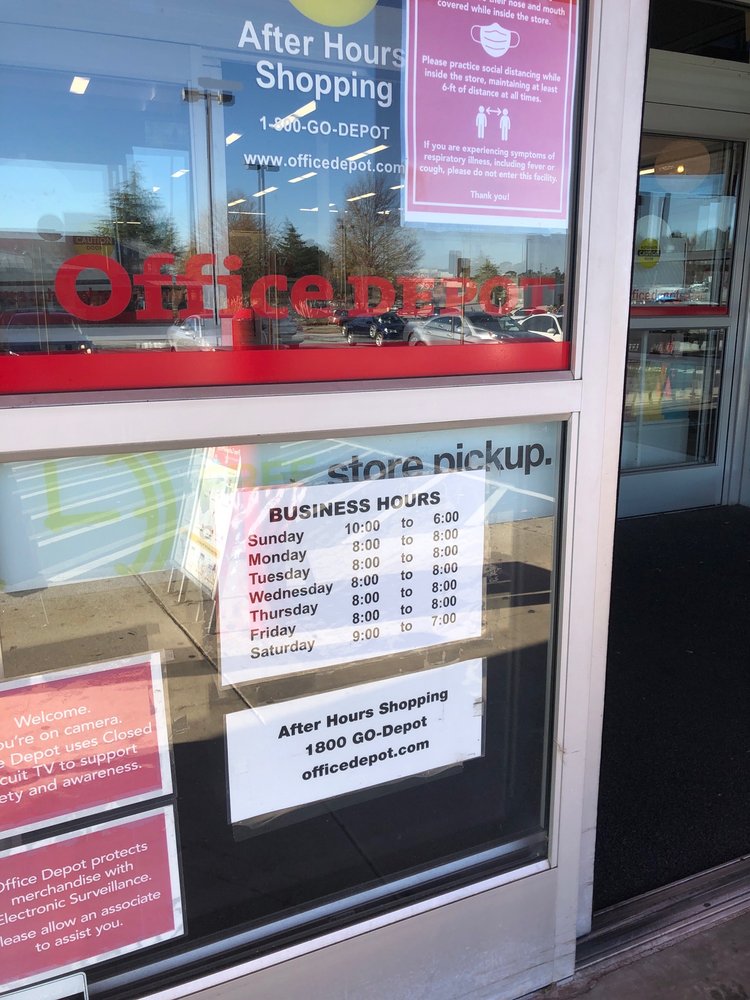 After Hours
Shopping
1-800-GO-DEPOT
www.officedepot.com
their nose and mouth
covered while inside the store.
Please practice social distancing while
inside the store, maintaining at least
6-ft of distance at all times.
If you are experiencing symptoms of
respiratory illness, including fever or
cough, please do not enter this facility.
Thank you!
CAUTION
Office DEPOT
store pickup.
BUSINESS HOURS
Sunday 10:00 to 6:00
Monday 8:00 to 8:00
Tuesday 8:00 to 8:00
Wednesday 8:00 to 8:00
Thursday 8:00 to 8:00
Friday 8:00 to 8:00
Saturday 9:00 to 7:00
After Hours Shopping
1800 GO-Depot
officedepot.com
Welcome.
You're on camera.
Depot uses Closed
cuit TV to support
ety and awareness.
Office Depot protects
merchandise with
Electronic Surveillance.
Please allow an associate
to assist you.